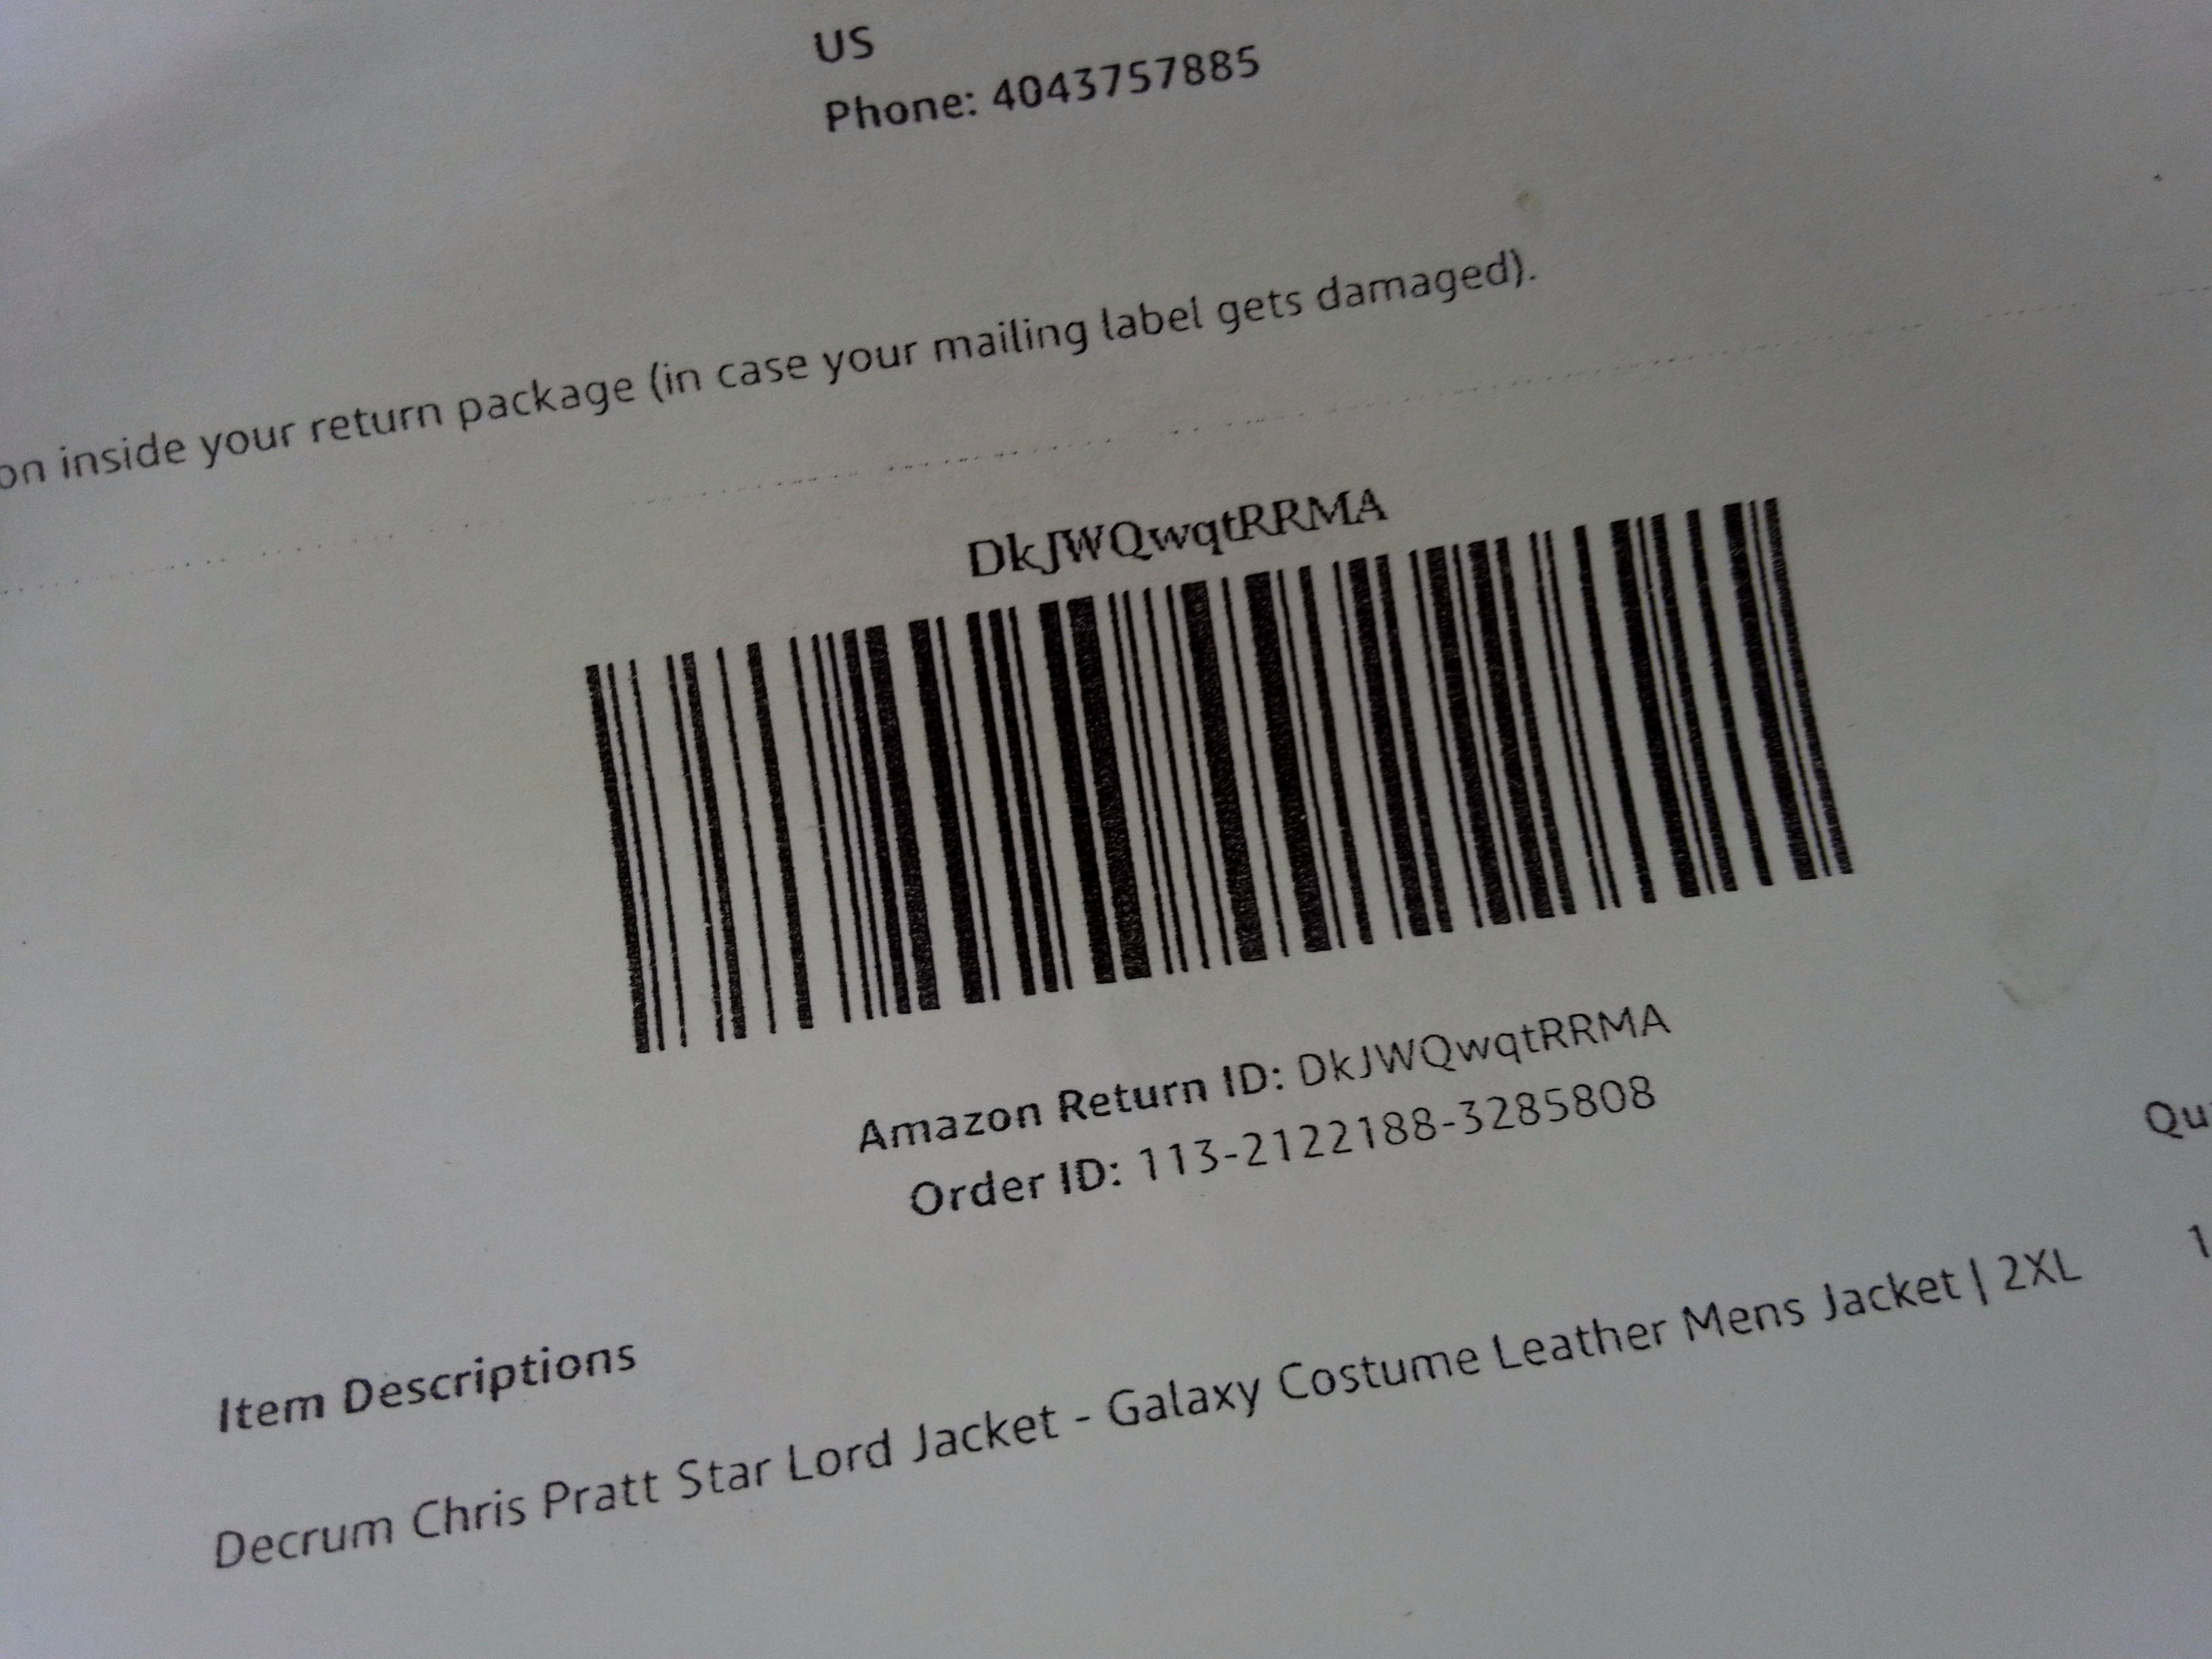 US
Phone: 4043757885
on inside your return package (in case your mailing label gets damaged).
DkJWQwqtRRMA
Amazon Return ID: DkJWQwqtRRMA
Order ID: 113-2122188-3285808
Qu
Item Descriptions
Decrum Chris Pratt Star Lord Jacket - Galaxy Costume Leather Mens Jacket | 2XL 1